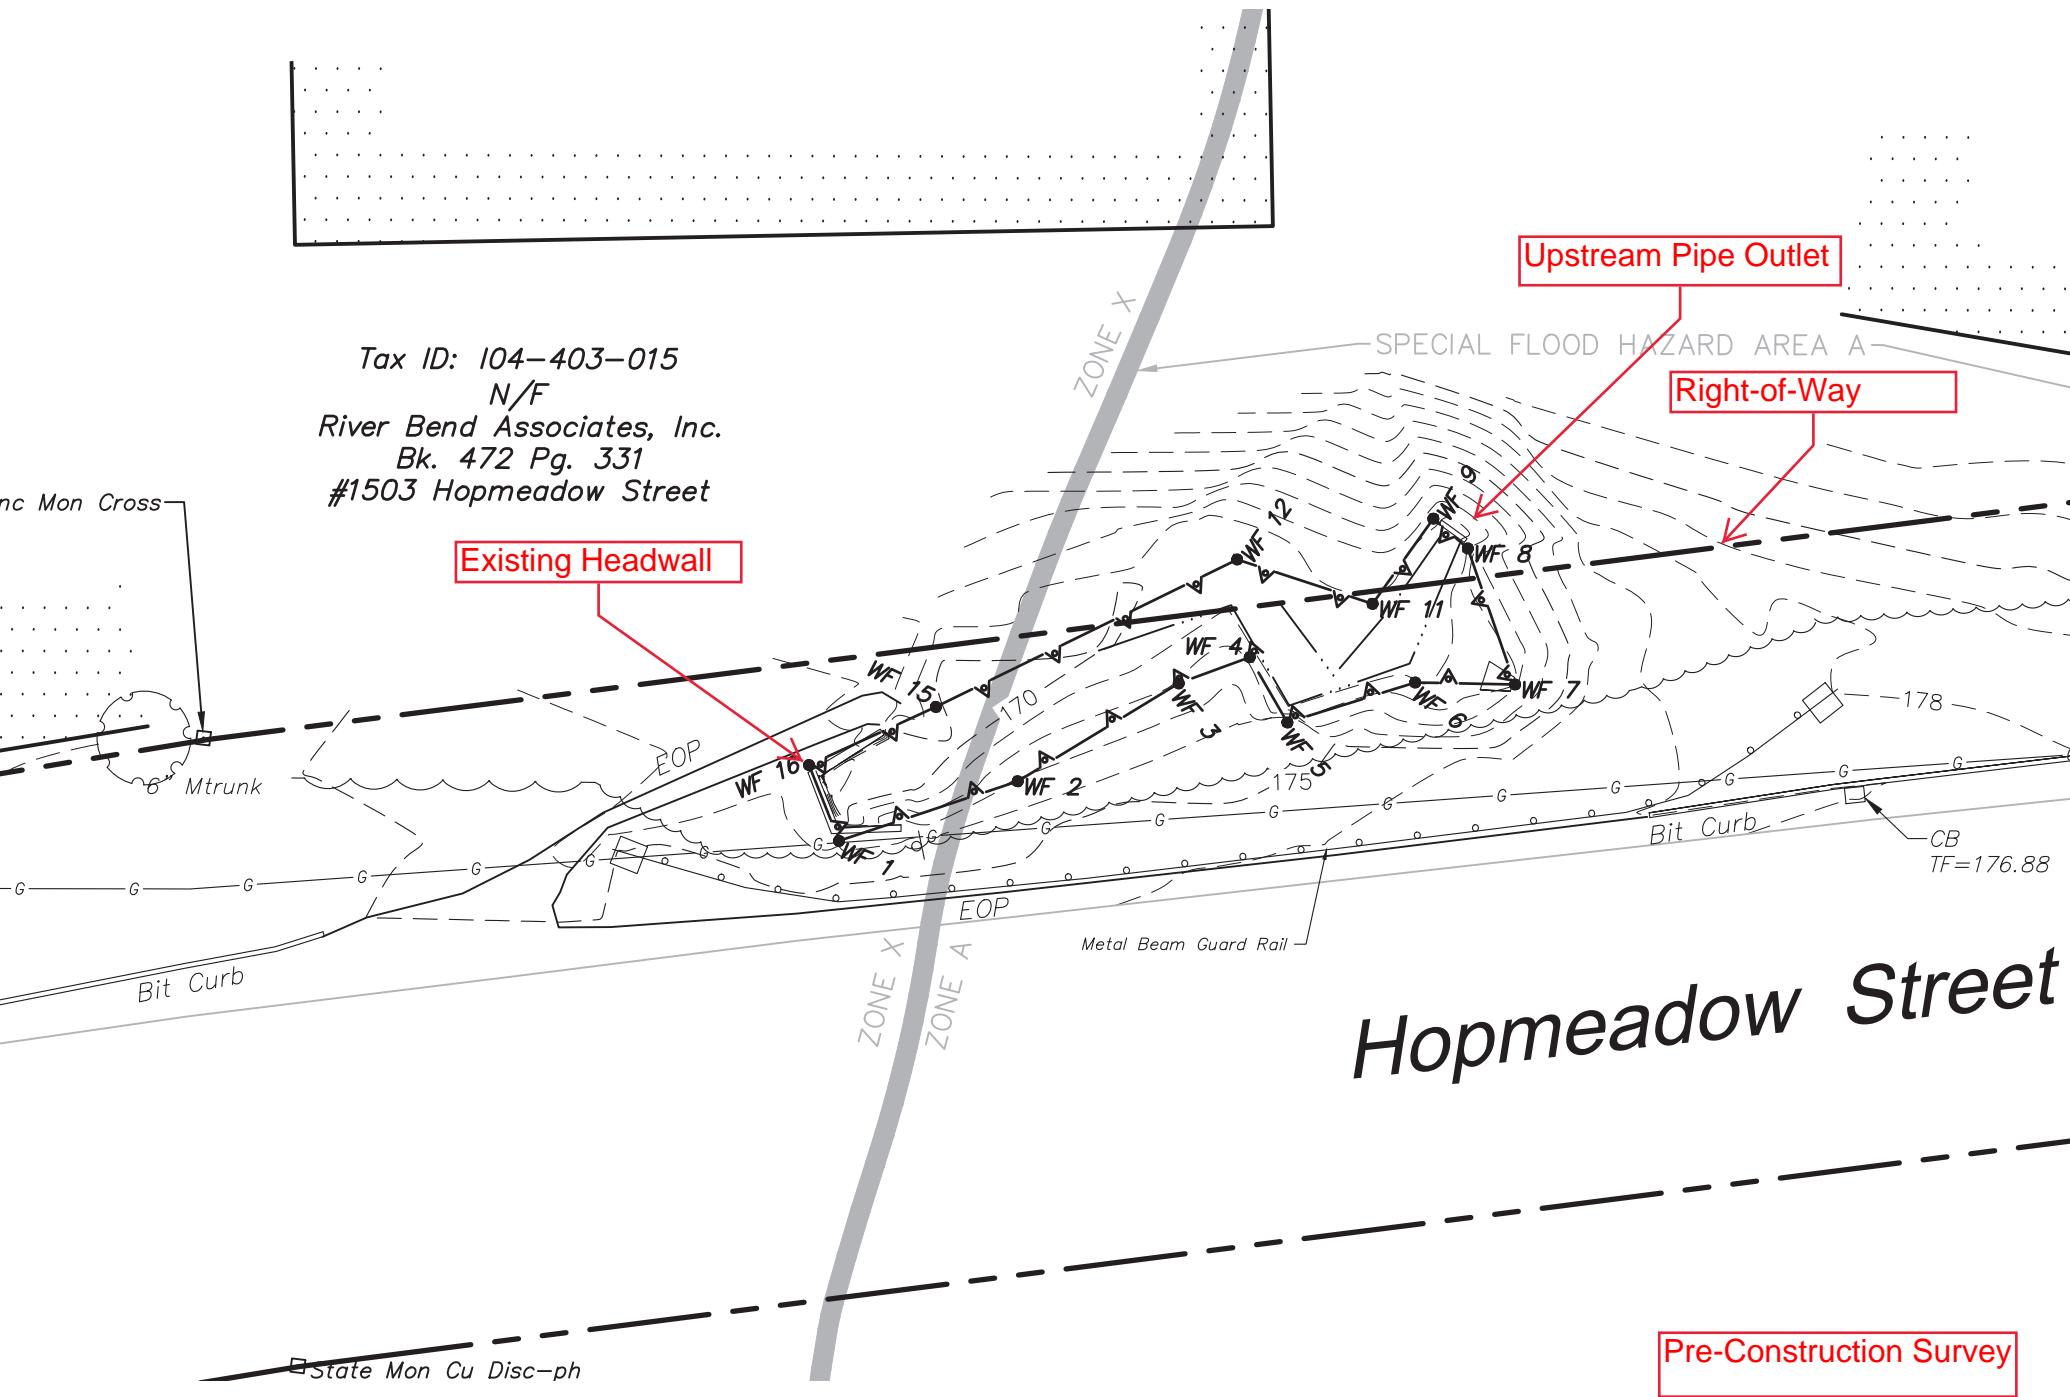 Upstream Pipe Outlet
ZONE X
SPECIAL FLOOD HAZARD AREA A
Tax ID: I04-403-015
N/F
River Bend Associates, Inc.
Bk. 472 Pg. 331
#1503 Hopmeadow Street
Right-of-Way
nc Mon Cross
Existing Headwall
WF 9
WF 12
WF 8
WF 11
WF 4
WF 15
WF 7
WF 3
WF 6
WF 5
170
178
EOP
WF 16
6" Mtrunk
WF 2
175
WF 1
G G G G G G G G G G G G G G G G G
Bit Curb
CB
TF=176.88
EOP
Metal Beam Guard Rail
ZONE X
ZONE A
Bit Curb
Hopmeadow Street
State Mon Cu Disc-ph
Pre-Construction Survey